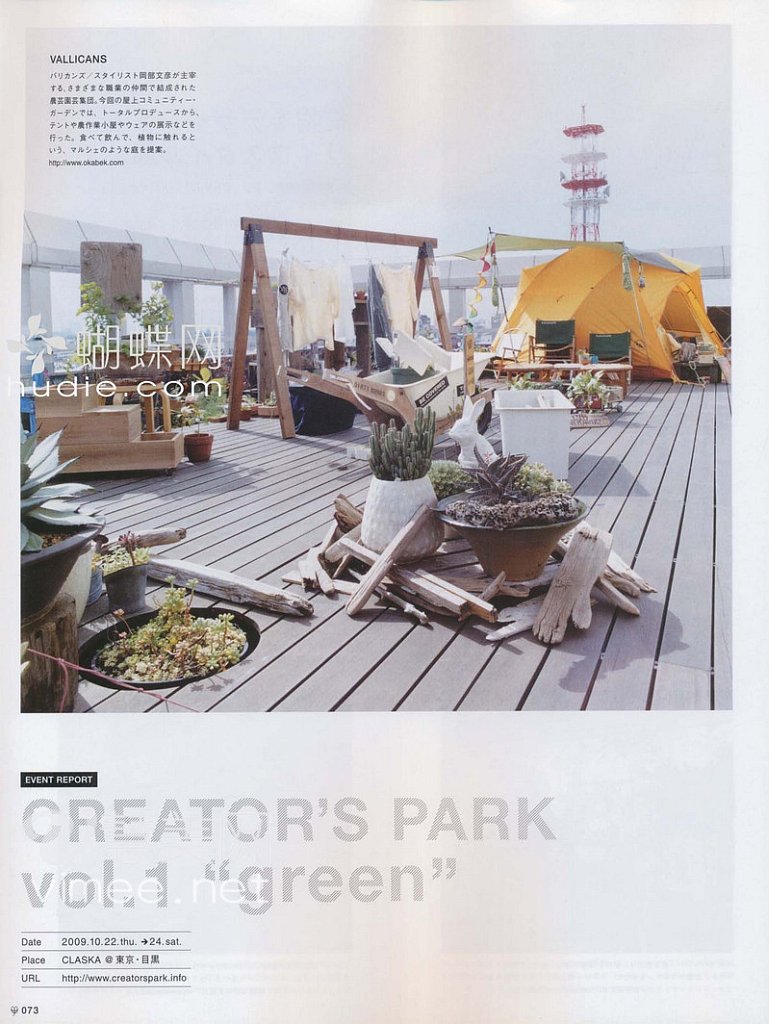 VALLICANS
バリカンズ／スタイリスト岡部文彦が主宰
する、さまざまな職業の仲間で結成された
農芸園芸集団。今回の屋上コミュニティー・
ガーデンでは、トータルプロデュースから、
テントや農作業小屋やウェアの展示などを
行った。食べて飲んで、植物に触れると
いう、マルシェのような庭を提案。
http://www.okabek.com
蝴蝶网
hudie.com
EVENT REPORT
CREATOR'S PARK
vol.1 “green”
vimee.net
Date 2009.10.22.thu. ➔24.sat.
Place CLASKA @ 東京・目黒
URL http://www.creatorspark.info
073